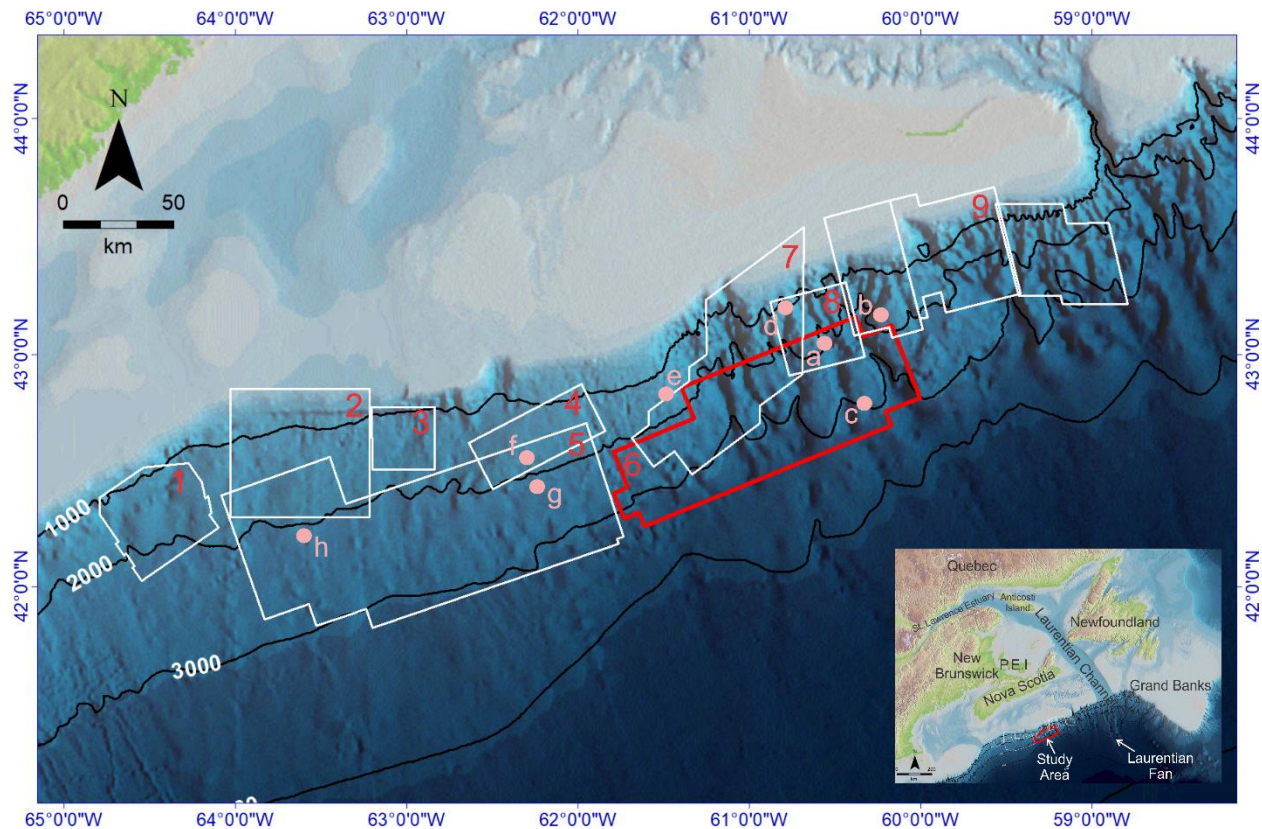 65°0'0"W 64°0'0"W 63°0'0"W 62°0'0"W 61°0'0"W 60°0'0"W 59°0'0"W
44°0'0"N 44°0'0"N
N
0 50
km
9
7
8
b
d
43°0'0"N 43°0'0"N
a
e
2 3 4
c
5
f
6
1
g
1000
h
2000
42°0'0"N 42°0'0"N
3000
Quebec
St. Lawrence Estuary
Anticosti
Island
Newfoundland
Laurentian Channel
New
Brunswick
P.E.I
Nova Scotia
Grand Banks
N
0 200
km
Study
Area
Laurentian
Fan
65°0'0"W 64°0'0"W 63°0'0"W 62°0'0"W 61°0'0"W 60°0'0"W 59°0'0"W